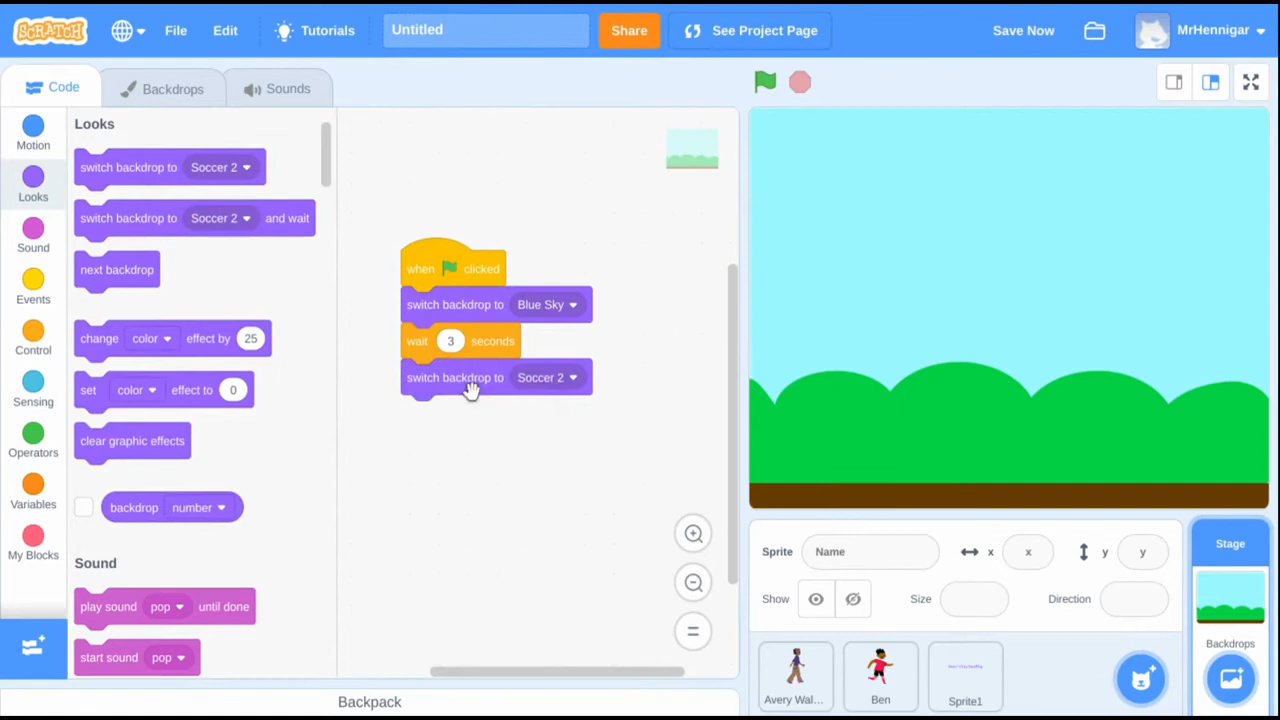 SCRATCH File Edit Tutorials Untitled Share See Project Page Save Now MrHennigar
Code Backdrops Sounds
Motion
Looks
Sound
Events
Control
Sensing
Operators
Variables
My Blocks
Looks
switch backdrop to Soccer 2
switch backdrop to Soccer 2 and wait
next backdrop
change color effect by 25
set color effect to 0
clear graphic effects
backdrop number
Sound
play sound pop until done
start sound pop
when clicked
switch backdrop to Blue Sky
wait 3 seconds
switch backdrop to Soccer 2
Backpack
Sprite Name x x y y
Show Size Direction
Avery Wal... Ben Sprite1
Stage
Backdrops